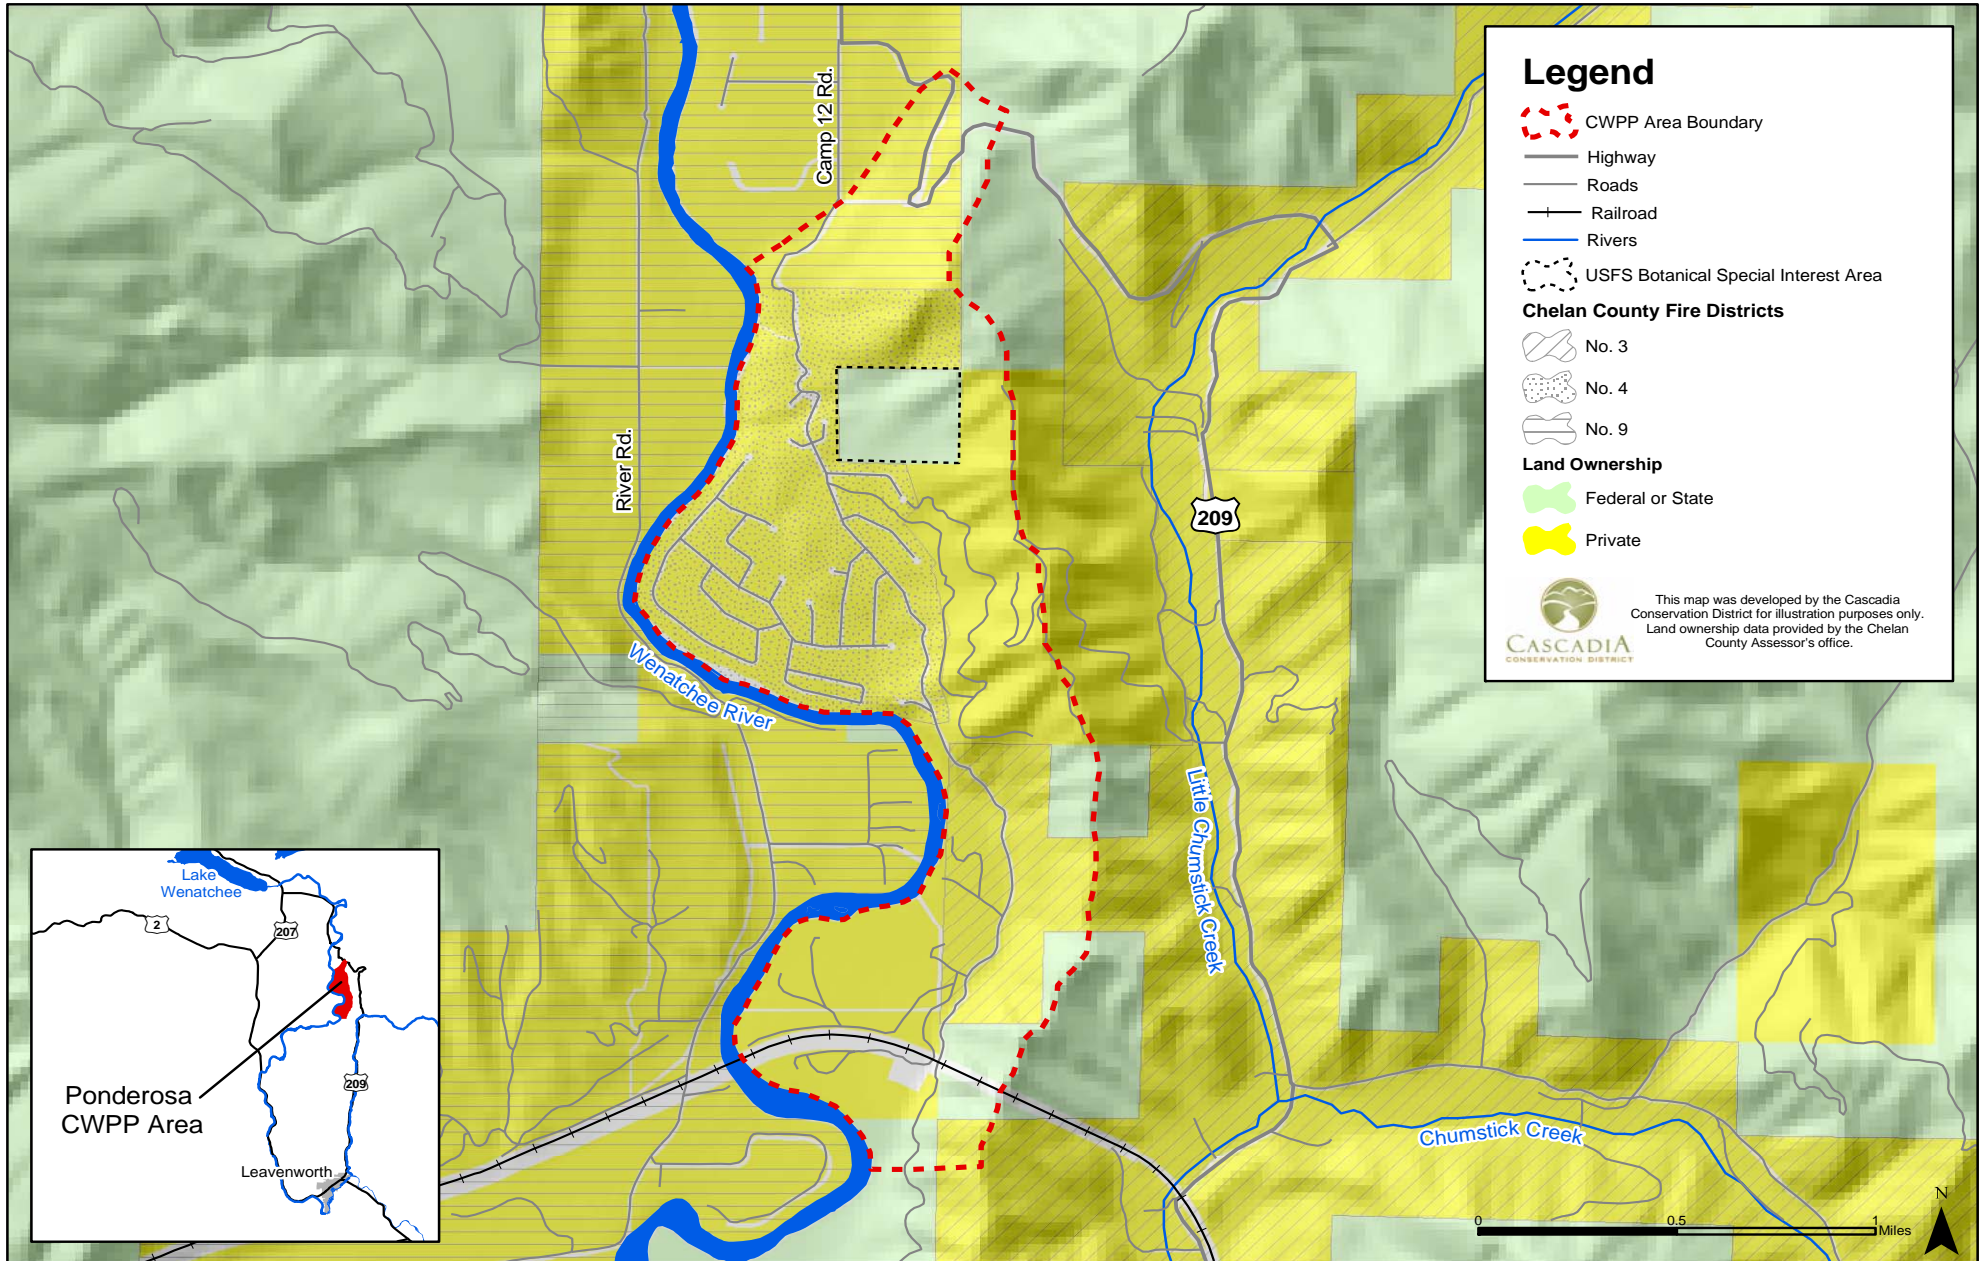 Camp 12 Rd.
River Rd.
Wenatchee River
209
Little Chumstick Creek
Chumstick Creek
Legend
CWPP Area Boundary
Highway
Roads
Railroad
Rivers
USFS Botanical Special Interest Area
Chelan County Fire Districts
No. 3
No. 4
No. 9
Land Ownership
Federal or State
Private
CASCADIA
CONSERVATION DISTRICT
This map was developed by the Cascadia
Conservation District for illustration purposes only.
Land ownership data provided by the Chelan
County Assessor's office.
Lake
Wenatchee
2
207
209
Ponderosa
CWPP Area
Leavenworth
0 0.5 1
Miles
N